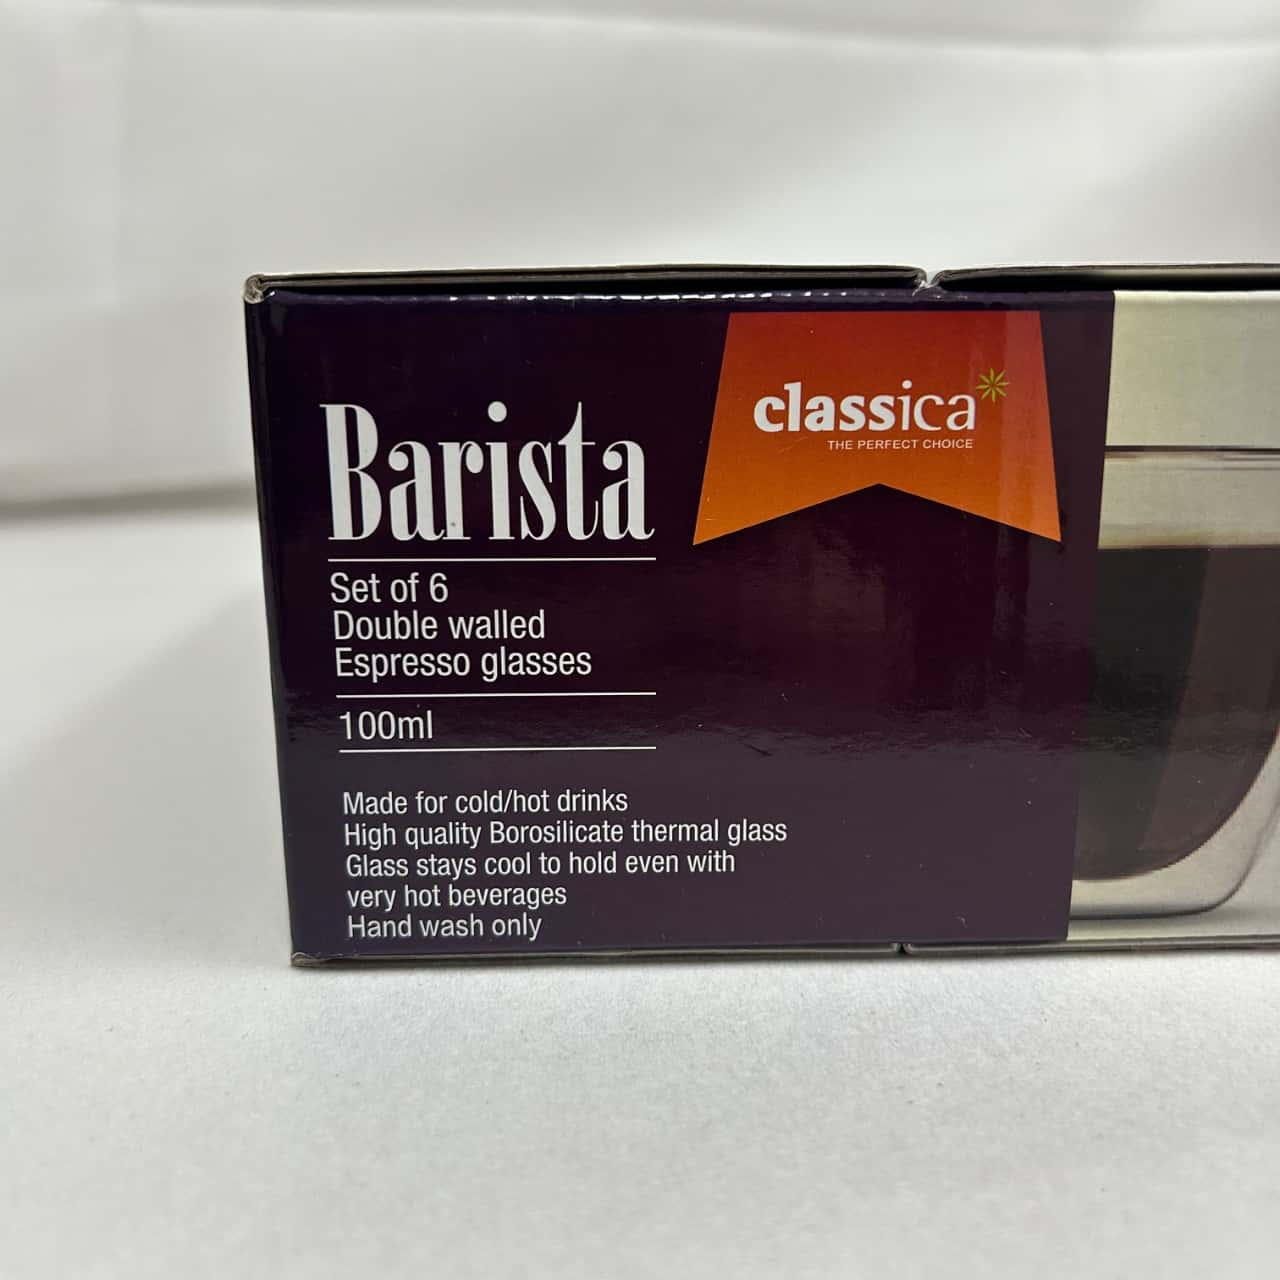 classica
THE PERFECT CHOICE
Barista
Set of 6
Double walled
Espresso glasses
100ml
Made for cold/hot drinks
High quality Borosilicate thermal glass
Glass stays cool to hold even with
very hot beverages
Hand wash only